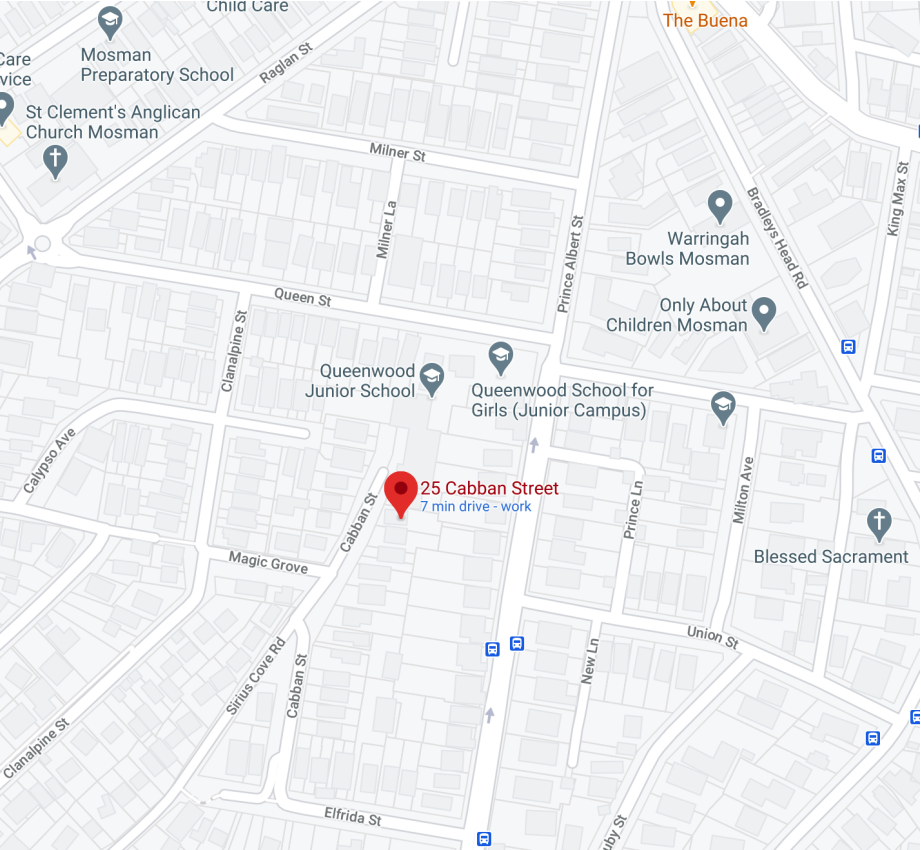 Child Care
The Buena
Mosman
Preparatory School
Raglan St
Care
vice
St Clement's Anglican
Church Mosman
Milner St
King Max St
Bradleys Head Rd
Milner La
Prince Albert St
Warringah
Bowls Mosman
Queen St
Only About
Children Mosman
Clanalpine St
Queenwood
Junior School
Queenwood School for
Girls (Junior Campus)
Calypso Ave
25 Cabban Street
7 min drive - work
Cabban St
Prince Ln
Milton Ave
Blessed Sacrament
Magic Grove
Union St
Sirius Cove Rd
Cabban St
New Ln
Clanalpine St
Elfrida St
uby St